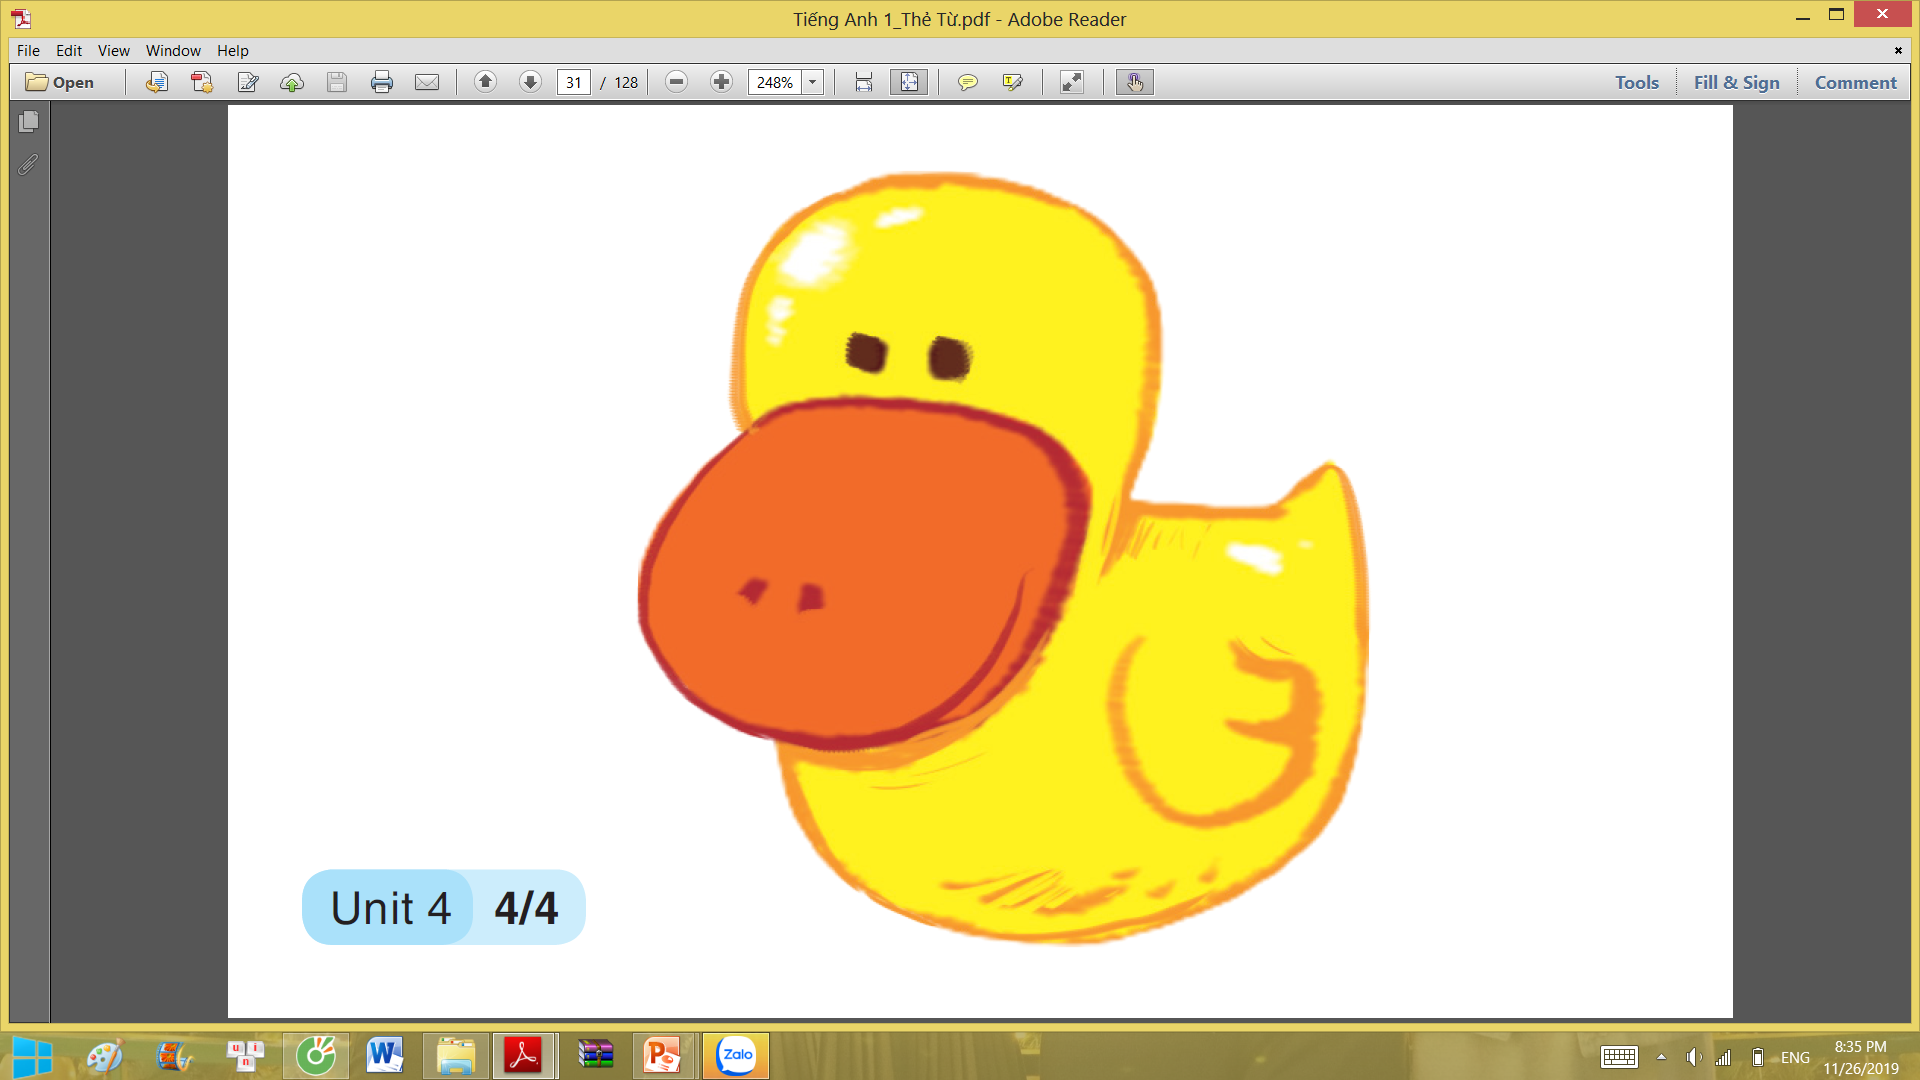 Tiếng Anh 1_Thẻ Từ.pdf - Adobe Reader
File Edit View Window Help
Open 31 / 128 248% Tools Fill & Sign Comment
Unit 4 4/4
u i n
W
P
Zalo
ENG
8:35 PM
11/26/2019